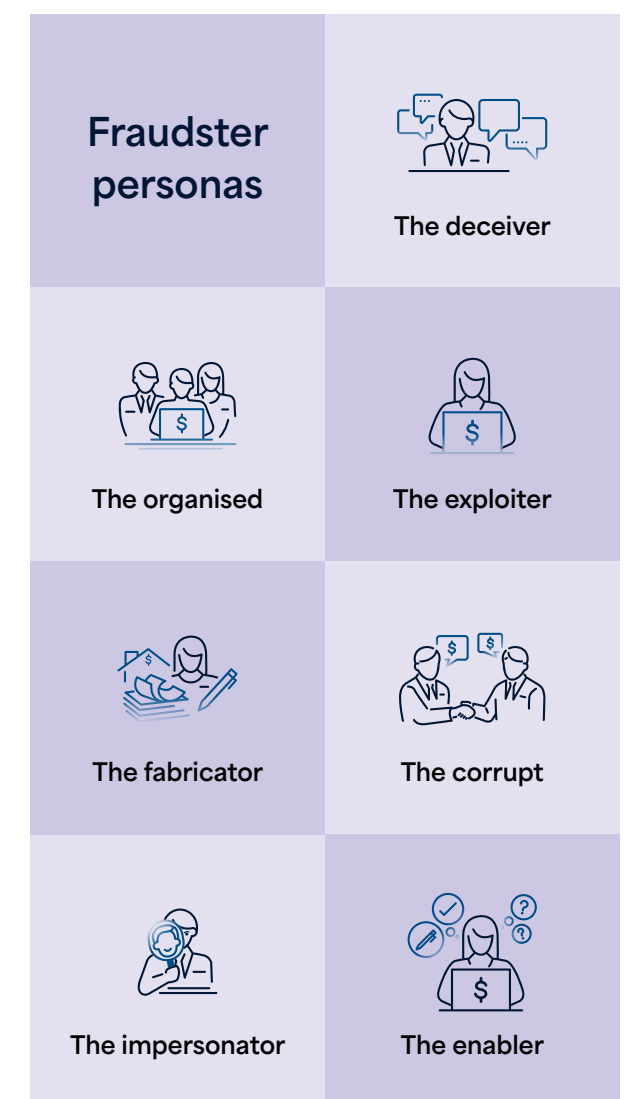 Fraudster
personas
The deceiver
$
The organised
$
The exploiter
$
The fabricator
$
$
The corrupt
The impersonator
?
?
$
The enabler